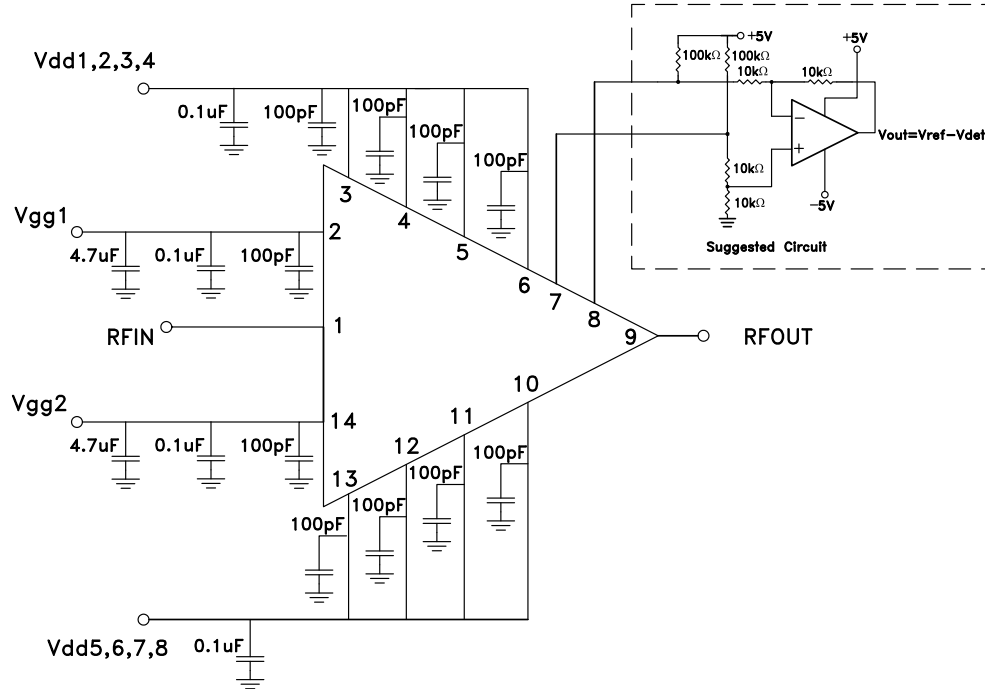 +5V
+5V
Vdd1,2,3,4
100kΩ
100kΩ
10kΩ
10kΩ
0.1uF
100pF
100pF
100pF
100pF
−
+
Vout=Vref-Vdet
10kΩ
10kΩ
-5V
Suggested Circuit
3
4
5
6
7
8
9
Vgg1
2
4.7uF
0.1uF
100pF
RFIN
1
RFOUT
Vgg2
14
10
11
12
13
4.7uF
0.1uF
100pF
100pF
100pF
100pF
100pF
Vdd5,6,7,8
0.1uF